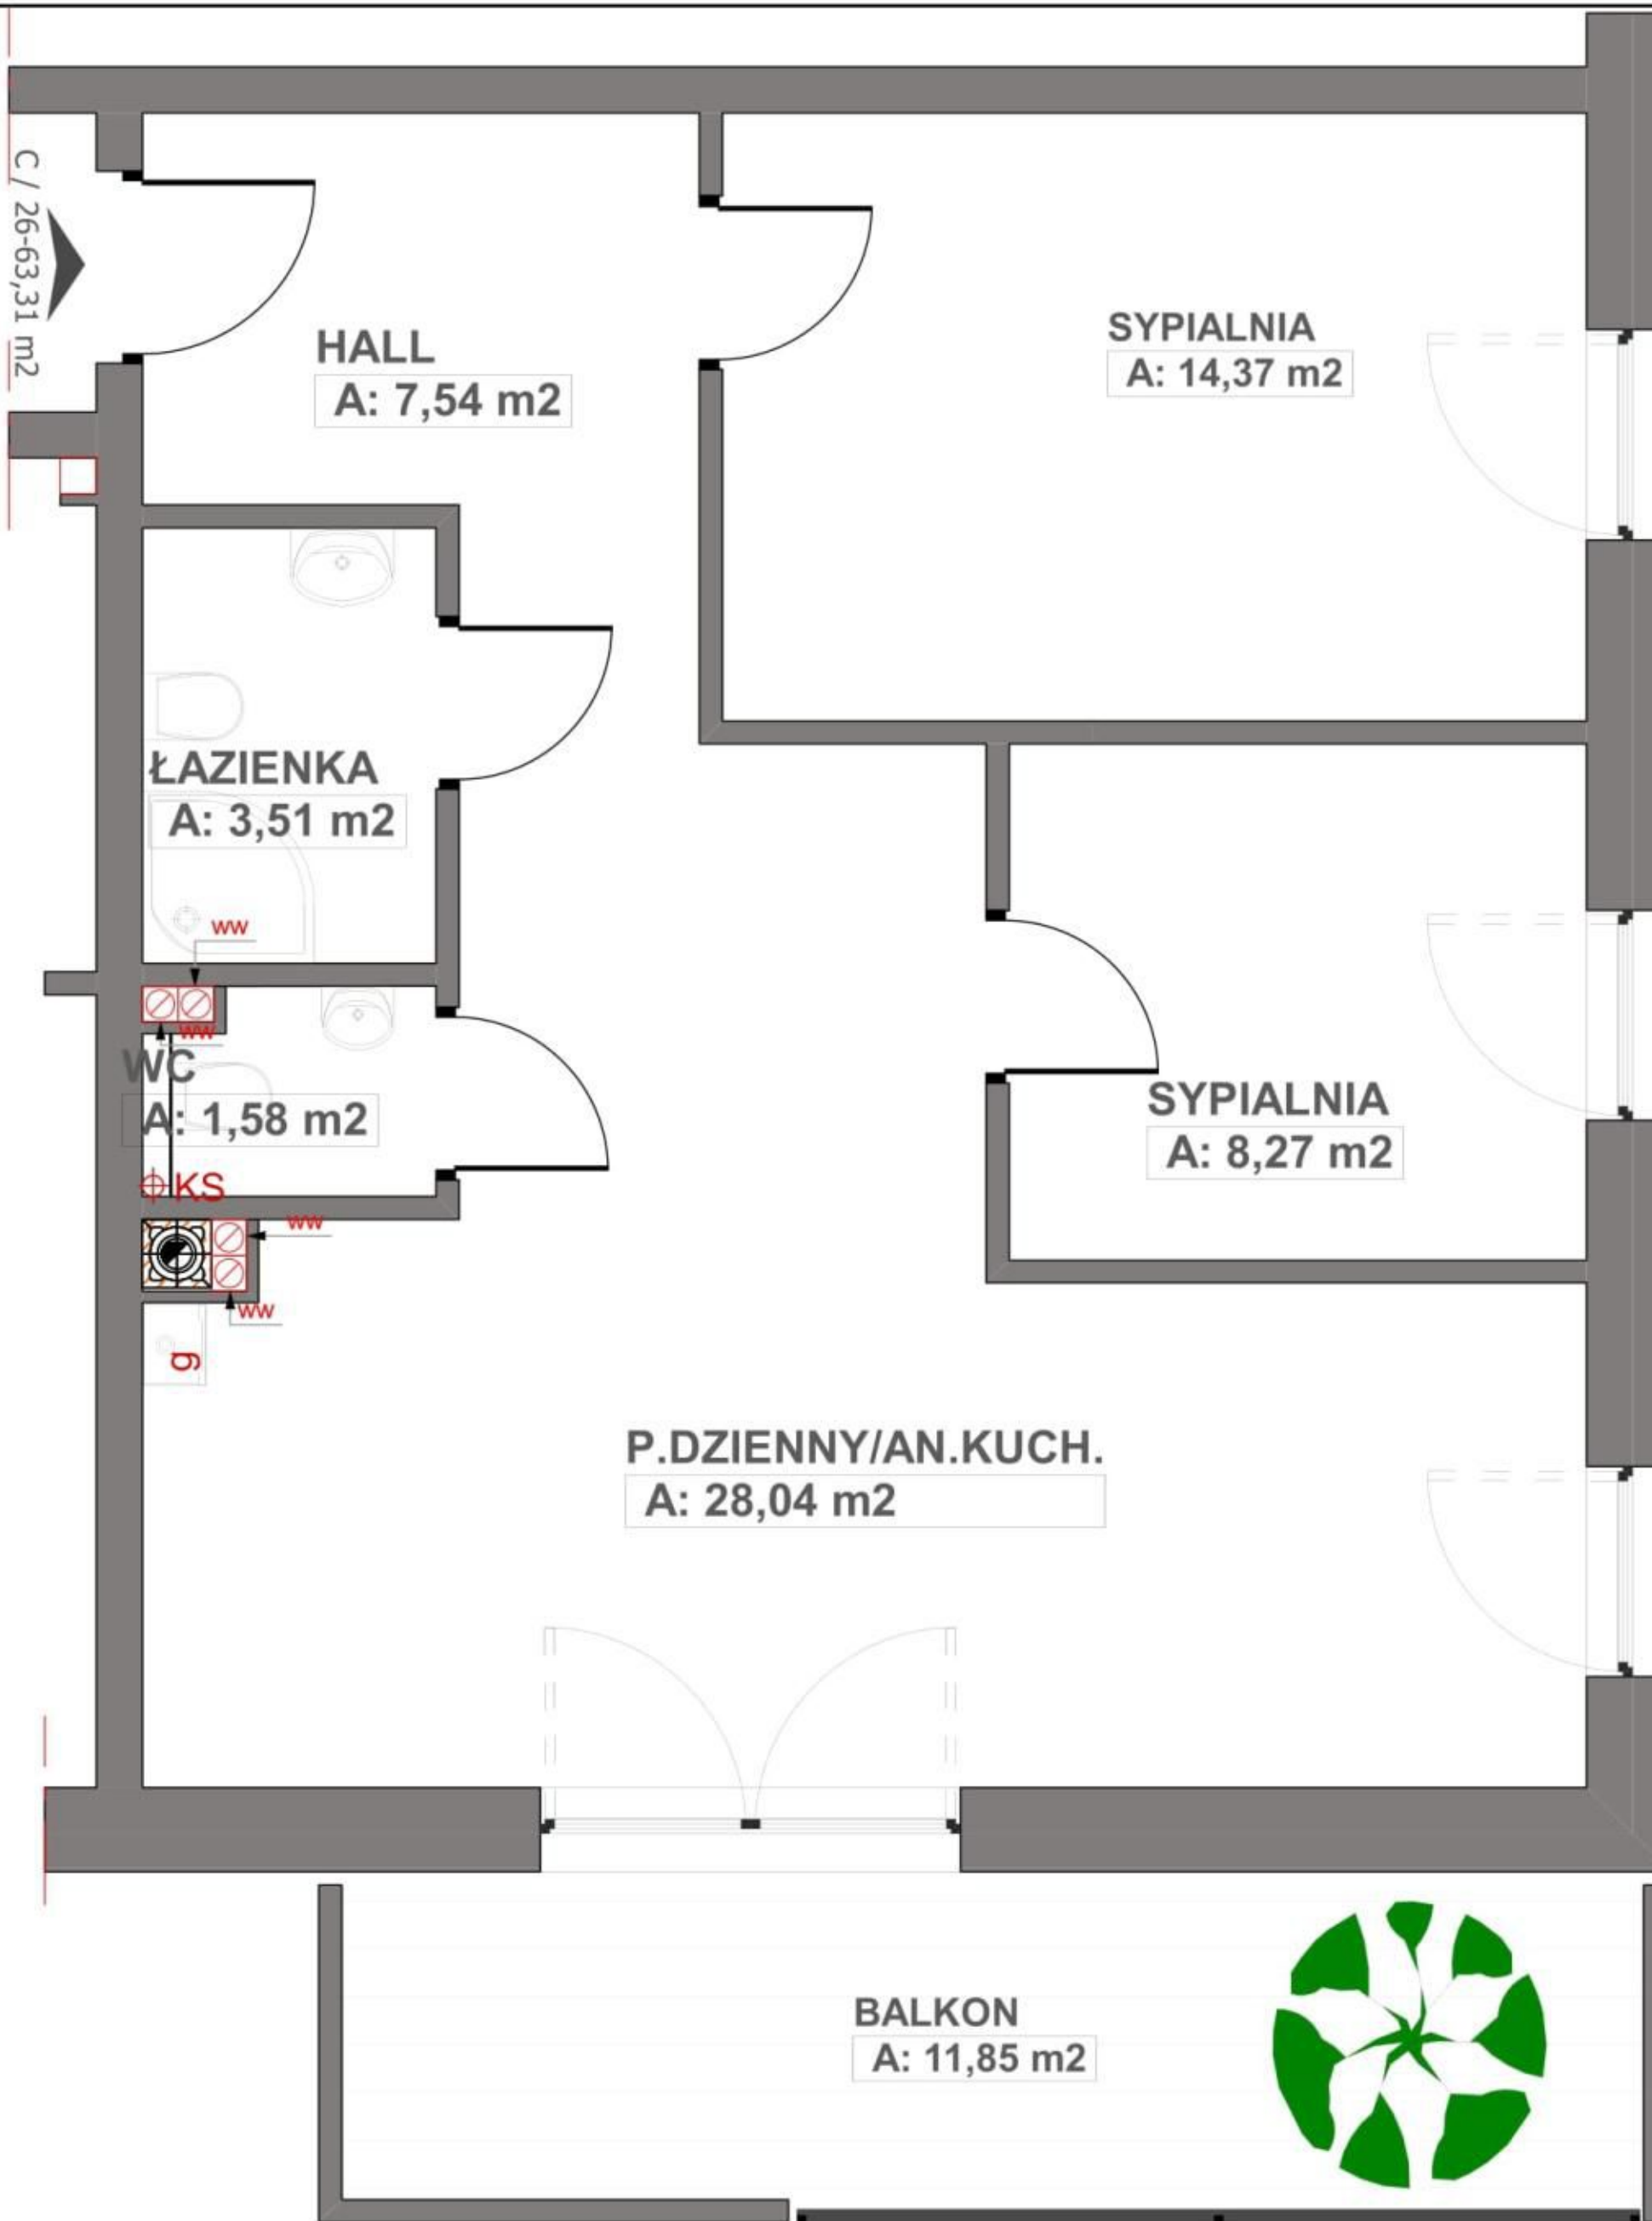 C / 26-63,31 m2
HALL
A: 7,54 m2
SYPIALNIA
A: 14,37 m2
ŁAZIENKA
A: 3,51 m2
ww
ww
WC
A: 1,58 m2
KS
ww
ww
g
SYPIALNIA
A: 8,27 m2
P.DZIENNY/AN.KUCH.
A: 28,04 m2
BALKON
A: 11,85 m2